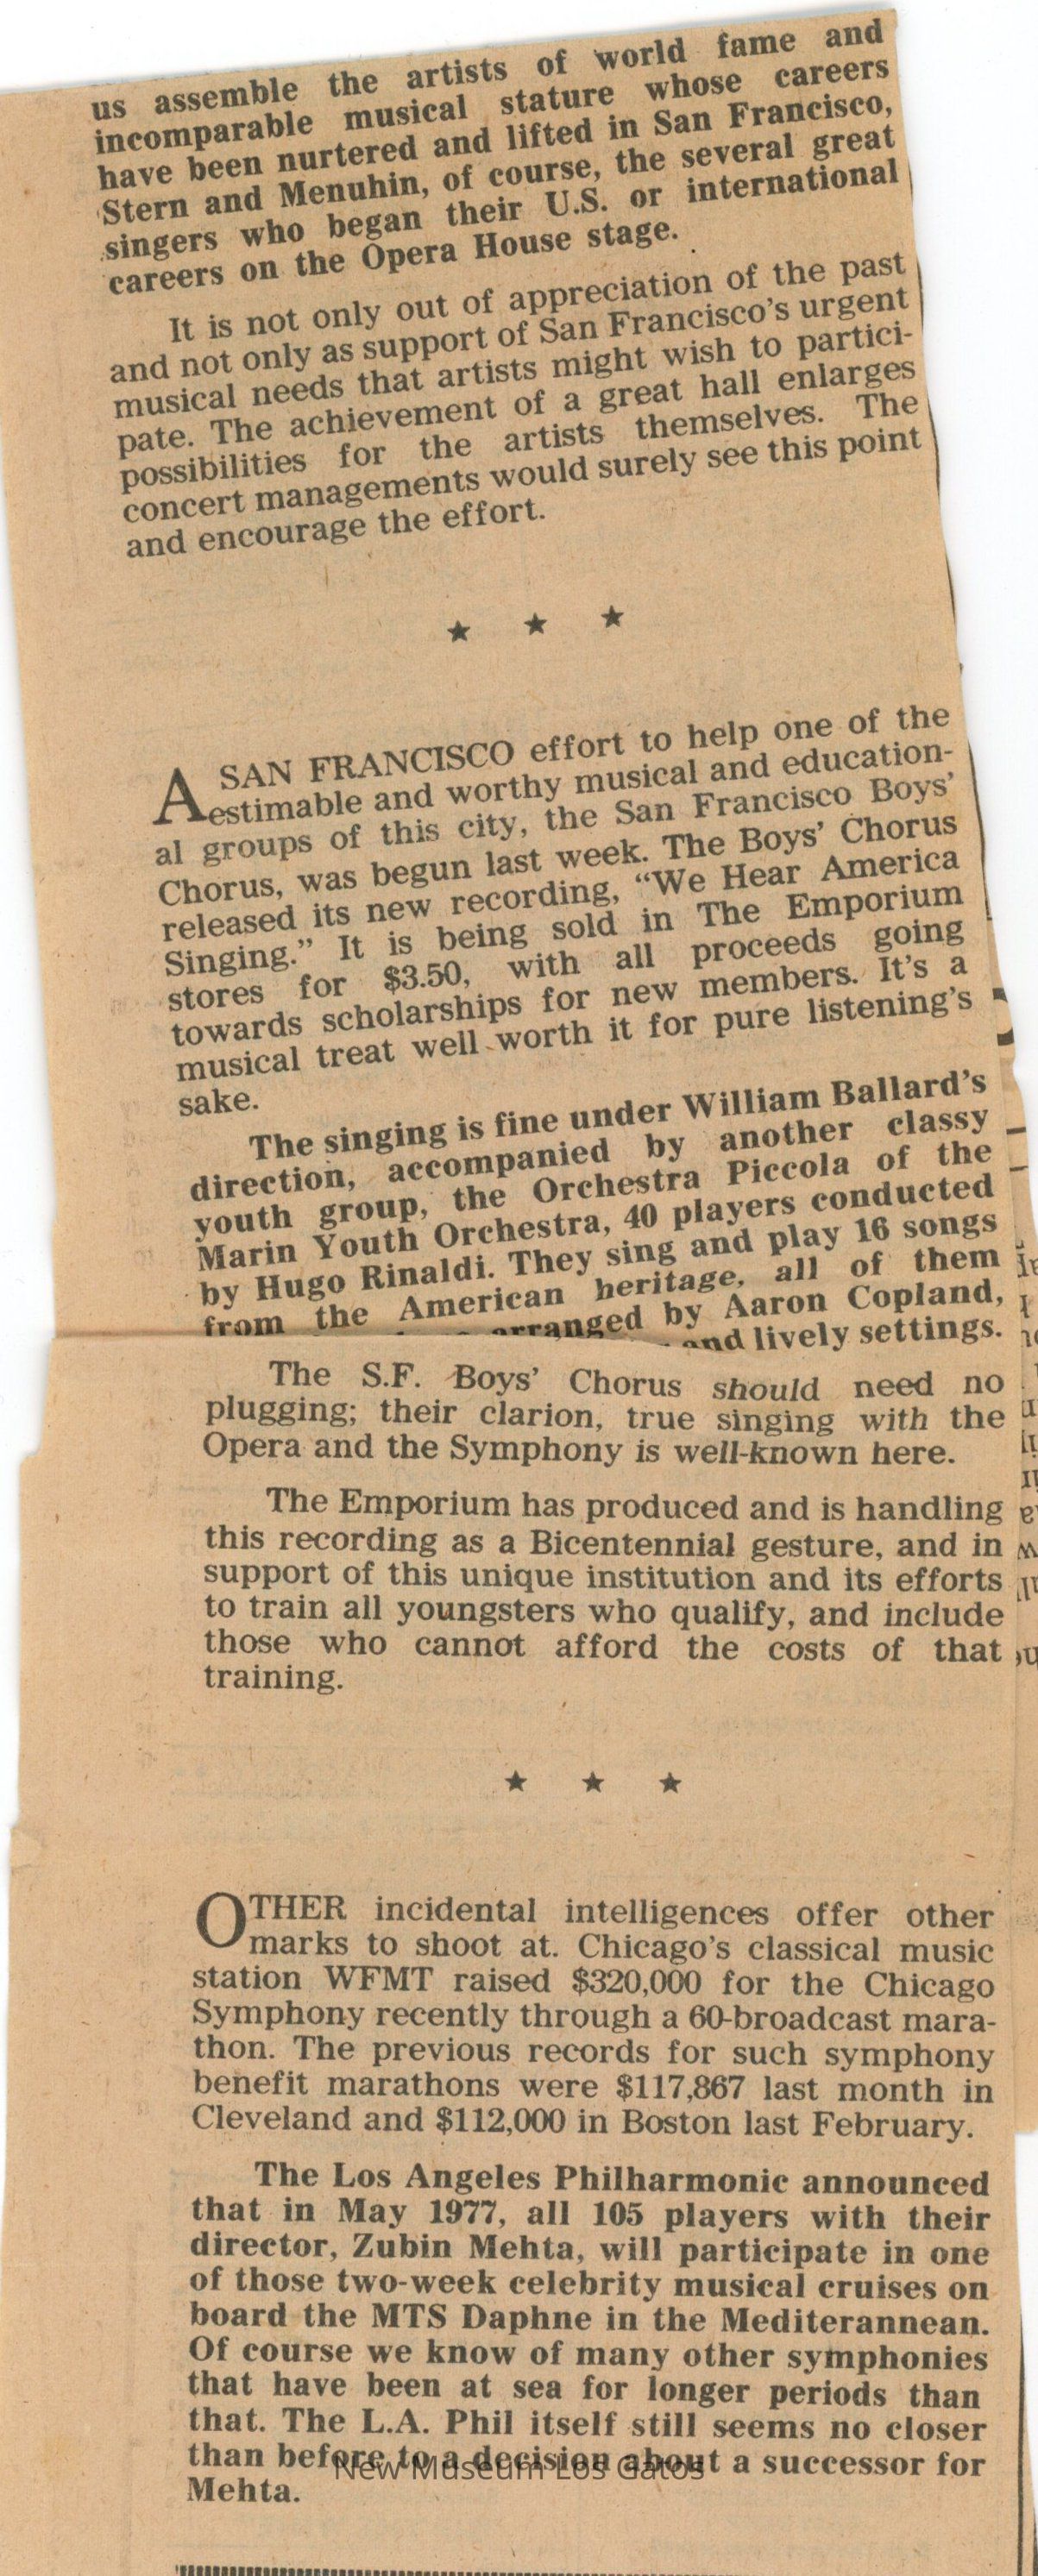 us assemble the artists of world fame and
incomparable musical stature whose careers
have been nurtered and lifted in San Francisco,
Stern and Menuhin, of course, the several great
singers who began their U.S. or international
careers on the Opera House stage.
It is not only out of appreciation of the past
and not only as support of San Francisco's urgent
musical needs that artists might wish to partici-
pate. The achievement of a great hall enlarges
possibilities for the artists themselves. The
concert managements would surely see this point
and encourage the effort.
★ ★ ★
A SAN FRANCISCO effort to help one of the
estimable and worthy musical and education-
al groups of this city, the San Francisco Boys'
Chorus, was begun last week. The Boys' Chorus
released its new recording, "We Hear America
Singing." It is being sold in The Emporium
stores for $3.50, with all proceeds going
towards scholarships for new members. It's a
musical treat well worth it for pure listening's
sake.
The singing is fine under William Ballard's
direction, accompanied by another classy
youth group, the Orchestra Piccola of the
Marin Youth Orchestra, 40 players conducted
by Hugo Rinaldi. They sing and play 16 songs
from the American heritage, all of them
arranged by Aaron Copland,
and lively settings.
The S.F. Boys' Chorus should need no
plugging; their clarion, true singing with the
Opera and the Symphony is well-known here.
The Emporium has produced and is handling
this recording as a Bicentennial gesture, and in
support of this unique institution and its efforts
to train all youngsters who qualify, and include
those who cannot afford the costs of that
training.
★ ★ ★
OTHER incidental intelligences offer other
marks to shoot at. Chicago's classical music
station WFMT raised $320,000 for the Chicago
Symphony recently through a 60-broadcast mara-
thon. The previous records for such symphony
benefit marathons were $117,867 last month in
Cleveland and $112,000 in Boston last February.
The Los Angeles Philharmonic announced
that in May 1977, all 105 players with their
director, Zubin Mehta, will participate in one
of those two-week celebrity musical cruises on
board the MTS Daphne in the Mediterannean.
Of course we know of many other symphonies
that have been at sea for longer periods than
that. The L.A. Phil itself still seems no closer
than before to a decision about a successor for
Mehta.
New Museum Los Gatos